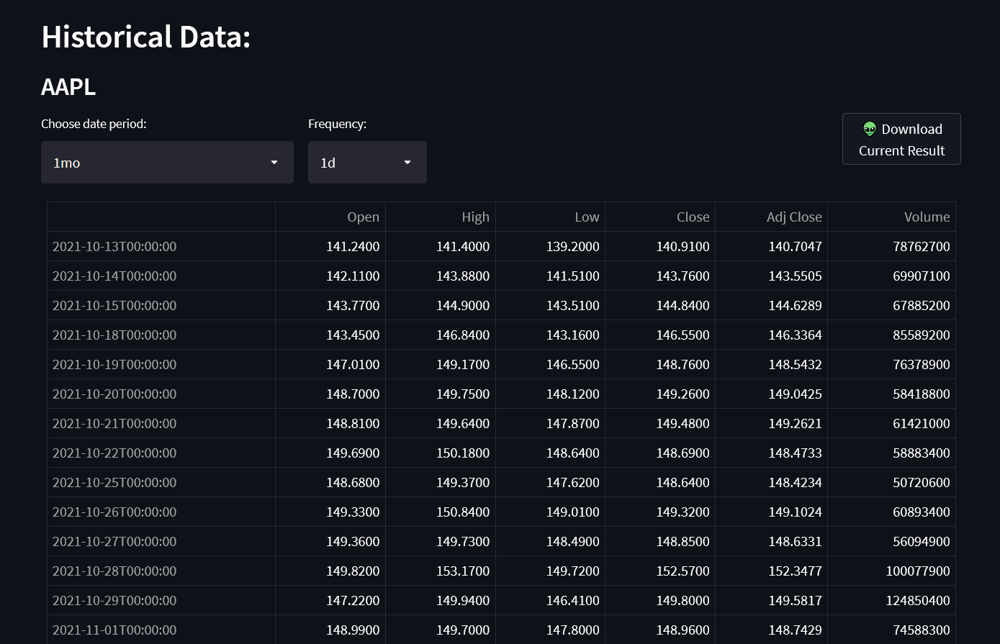 Historical Data:
AAPL
Choose date period:
Frequency:
1mo
1d
Download
Current Result
Open High Low Close Adj Close Volume
2021-10-13T00:00:00 141.2400 141.4000 139.2000 140.9100 140.7047 78762700
2021-10-14T00:00:00 142.1100 143.8800 141.5100 143.7600 143.5505 69907100
2021-10-15T00:00:00 143.7700 144.9000 143.5100 144.8400 144.6289 67885200
2021-10-18T00:00:00 143.4500 146.8400 143.1600 146.5500 146.3364 85589200
2021-10-19T00:00:00 147.0100 149.1700 146.5500 148.7600 148.5432 76378900
2021-10-20T00:00:00 148.7000 149.7500 148.1200 149.2600 149.0425 58418800
2021-10-21T00:00:00 148.8100 149.6400 147.8700 149.4800 149.2621 61421000
2021-10-22T00:00:00 149.6900 150.1800 148.6400 148.6900 148.4733 58883400
2021-10-25T00:00:00 148.6800 149.3700 147.6200 148.6400 148.4234 50720600
2021-10-26T00:00:00 149.3300 150.8400 149.0100 149.3200 149.1024 60893400
2021-10-27T00:00:00 149.3600 149.7300 148.4900 148.8500 148.6331 56094900
2021-10-28T00:00:00 149.8200 153.1700 149.7200 152.5700 152.3477 100077900
2021-10-29T00:00:00 147.2200 149.9400 146.4100 149.8000 149.5817 124850400
2021-11-01T00:00:00 148.9900 149.7000 147.8000 148.9600 148.7429 74588300